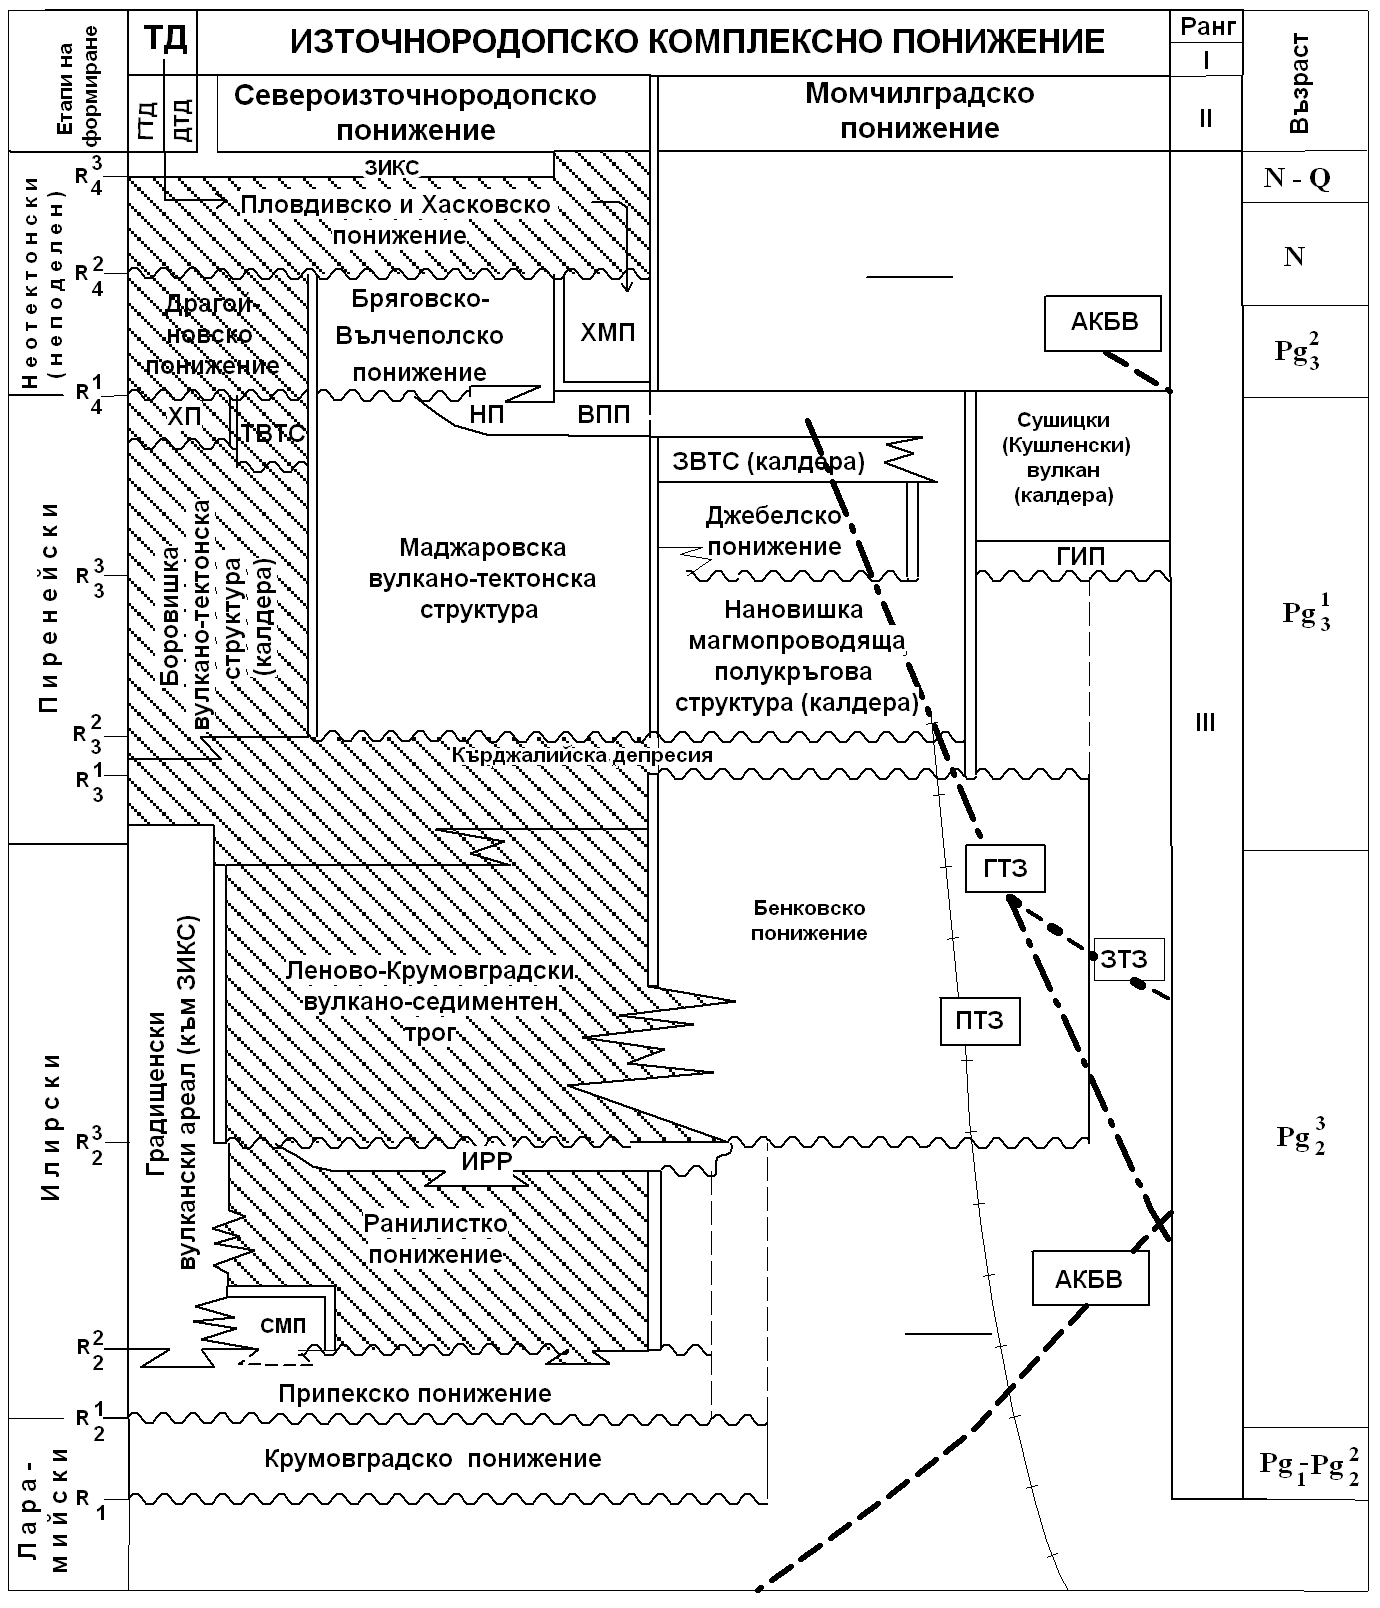 Етапи на
формиране
ТД
ГТД
ДТД
ИЗТОЧНОРОДОПСКО КОМПЛЕКСНО ПОНИЖЕНИЕ
Ранг
I
Възраст
Североизточнородопско
понижение
Момчилградско
понижение
II
Неотектонски
(неподелен)
R 3 4
ЗИКС
N - Q
Пловдивско и Хасковско
понижение
N
R 2 4
Драгой-
новско
понижение
Бряговско-
Вълчеполско
понижение
ХМП
АКБВ
Pg 2 3
R 1 4
ХП
ТВТС
НП
ВПП
Сушицки
(Кушленски)
вулкан
(калдера)
ЗВТС (калдера)
Пиренейски
Боровишка
вулкано-тектонска
структура
(калдера)
Маджаровска
вулкано-тектонска
структура
Джебелско
понижение
ГИП
R 3 3
Нановишка
магмопроводяща
полукръгова
структура (калдера)
Pg 1 3
III
R 2 3
Кърджалийска депресия
R 1 3
ГТЗ
Илирски
Градищенски
вулкански ареал (към ЗИКС)
Леново-Крумовградски
вулкано-седиментен
трог
Бенковско
понижение
ЗТЗ
ПТЗ
R 3 2
ИРР
Pg 3 2
Ранилистко
понижение
АКБВ
СМП
R 2 2
Припекско понижение
R 1 2
Лара-
мийски
Крумовградско понижение
Pg 1 - Pg 2 2
R 1